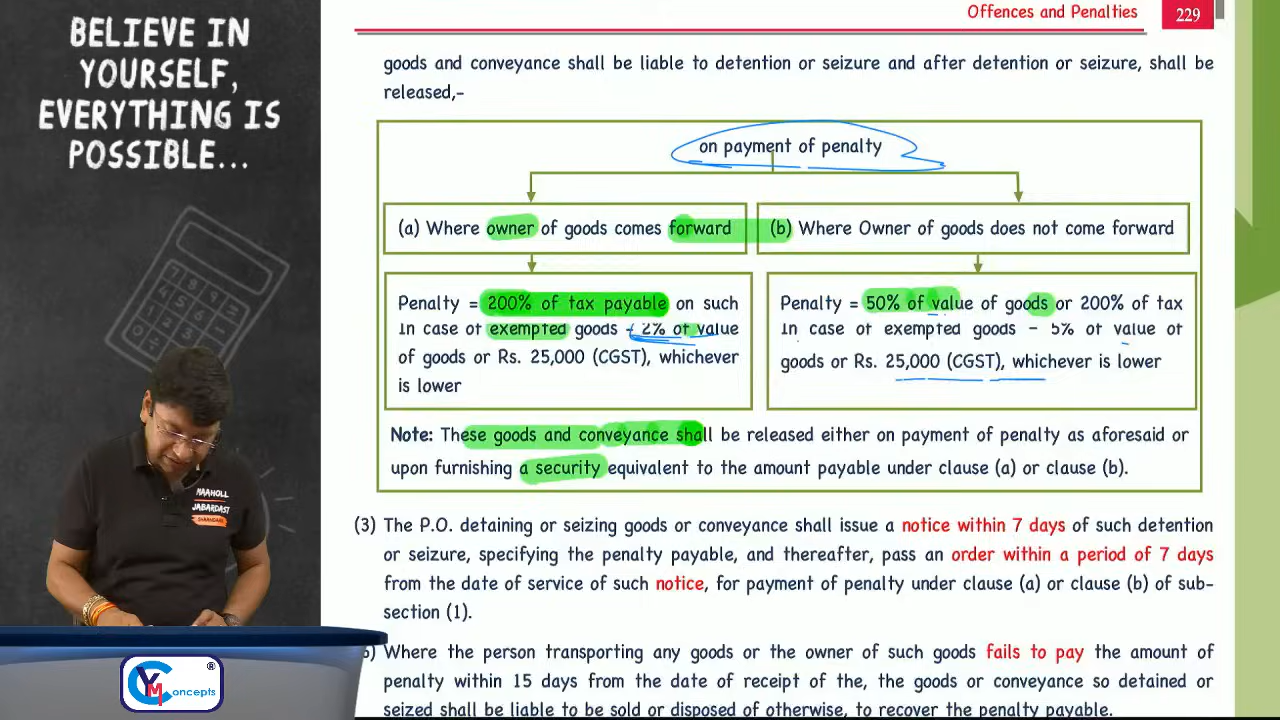 BELIEVE IN
YOURSELF,
EVERYTHING IS
POSSIBLE...
Offences and Penalties 229
goods and conveyance shall be liable to detention or seizure and after detention or seizure, shall be
released,-
on payment of penalty
(a) Where owner of goods comes forward
(b) Where Owner of goods does not come forward
Penalty = 200% of tax payable on such
In case of exempted goods - 2% of value
of goods or Rs. 25,000 (CGST), whichever
is lower
Penalty = 50% of value of goods or 200% of tax
In case of exempted goods – 5% of value of
goods or Rs. 25,000 (CGST), whichever is lower
Note: These goods and conveyance shall be released either on payment of penalty as aforesaid or
upon furnishing a security equivalent to the amount payable under clause (a) or clause (b).
(3) The P.O. detaining or seizing goods or conveyance shall issue a notice within 7 days of such detention
or seizure, specifying the penalty payable, and thereafter, pass an order within a period of 7 days
from the date of service of such notice, for payment of penalty under clause (a) or clause (b) of sub-
section (1).
Where the person transporting any goods or the owner of such goods fails to pay the amount of
penalty within 15 days from the date of receipt of the, the goods or conveyance so detained or
seized shall be liable to be sold or disposed of otherwise, to recover the penalty payable.
MAAHOLL
JABARDAST
YM Concepts ®